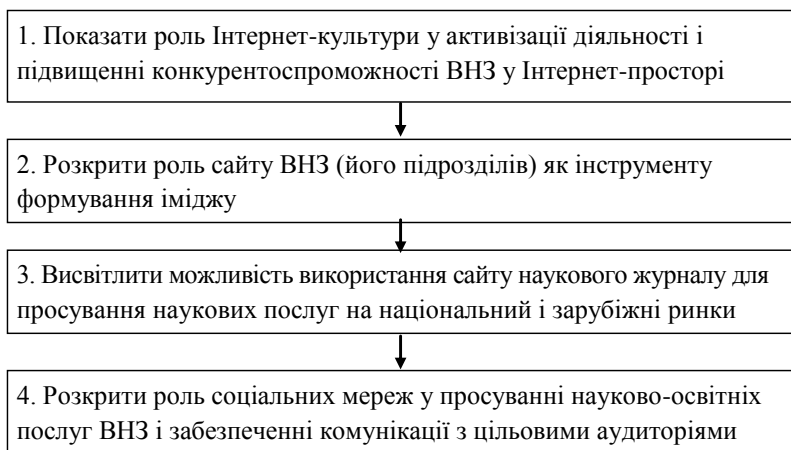 1. Показати роль Інтернет-культури у активізації діяльності і
підвищенні конкурентоспроможності ВНЗ у Інтернет-просторі
2. Розкрити роль сайту ВНЗ (його підрозділів) як інструменту
формування іміджу
3. Висвітлити можливість використання сайту наукового журналу для
просування наукових послуг на національний і зарубіжні ринки
4. Розкрити роль соціальних мереж у просуванні науково-освітніх
послуг ВНЗ і забезпеченні комунікації з цільовими аудиторіями